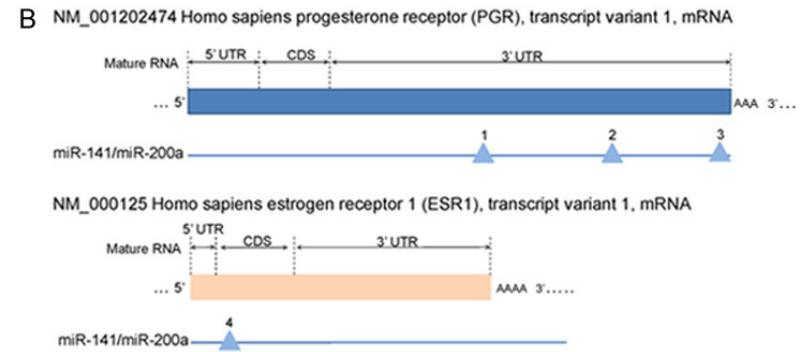 B NM_001202474 Homo sapiens progesterone receptor (PGR), transcript variant 1, mRNA
5' UTR CDS 3' UTR
Mature RNA
... 5' AAA 3'...
1 2 3
miR-141/miR-200a
NM_000125 Homo sapiens estrogen receptor 1 (ESR1), transcript variant 1, mRNA
5' UTR
CDS 3' UTR
Mature RNA
... 5' AAAA 3'.....
4
miR-141/miR-200a